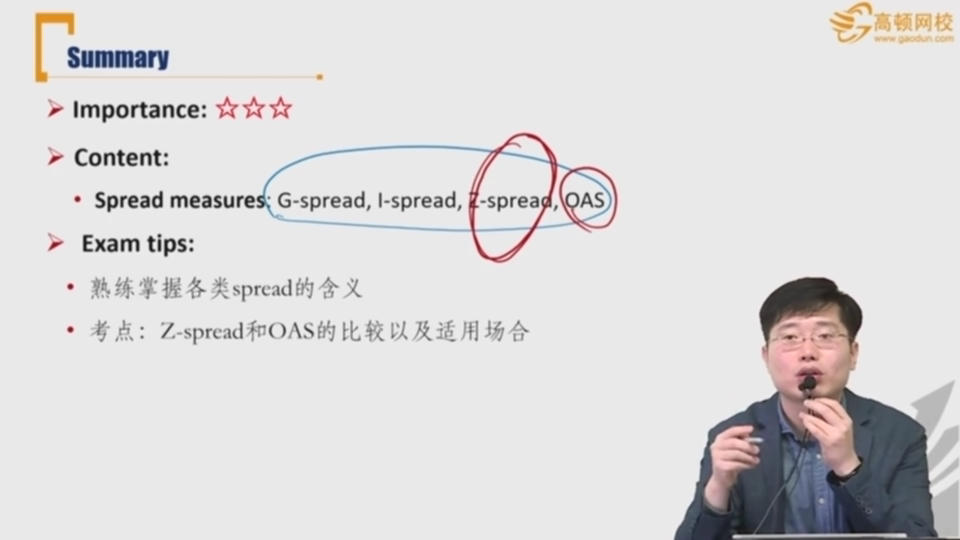 Summary
高顿网校
www.gaodun.com
Importance: ☆☆☆
Content:
Spread measures: G-spread, I-spread, Z-spread, OAS
Exam tips:
熟练掌握各类spread的含义
考点：Z-spread和OAS的比较以及适用场合